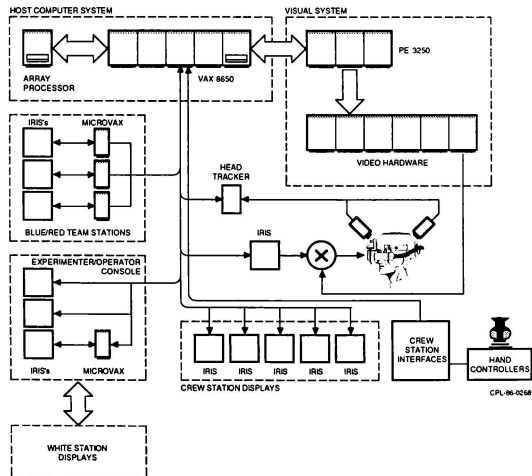 HOST COMPUTER SYSTEM
VISUAL SYSTEM
ARRAY
PROCESSOR
VAX 8650
PE 3250
VIDEO HARDWARE
IRIS's
MICROVAX
BLUE/RED TEAM STATIONS
HEAD
TRACKER
IRIS
EXPERIMENTER/OPERATOR
CONSOLE
IRIS's
MICROVAX
IRIS
IRIS
IRIS
IRIS
IRIS
CREW STATION DISPLAYS
CREW
STATION
INTERFACES
HAND
CONTROLLERS
CPL-86-0268
WHITE STATION
DISPLAYS